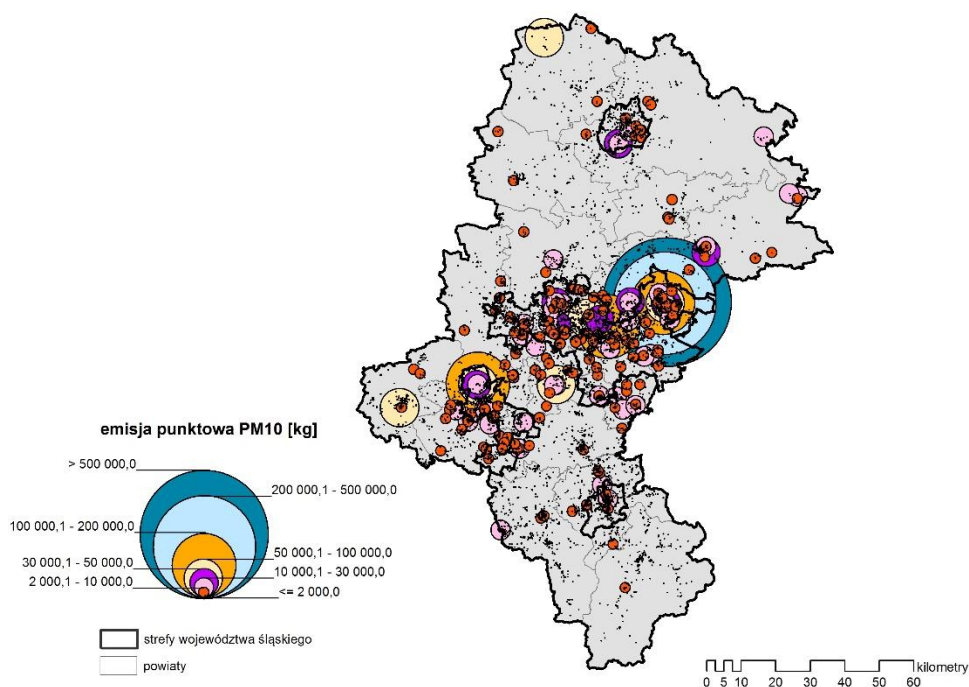 emisja punktowa PM10 [kg]
> 500 000,0
200 000,1 - 500 000,0
100 000,1 - 200 000,0
50 000,1 - 100 000,0
30 000,1 - 50 000,0
10 000,1 - 30 000,0
2 000,1 - 10 000,0
<= 2 000,0
strefy województwa śląskiego
powiaty
kilometry
0 5 10 20 30 40 50 60